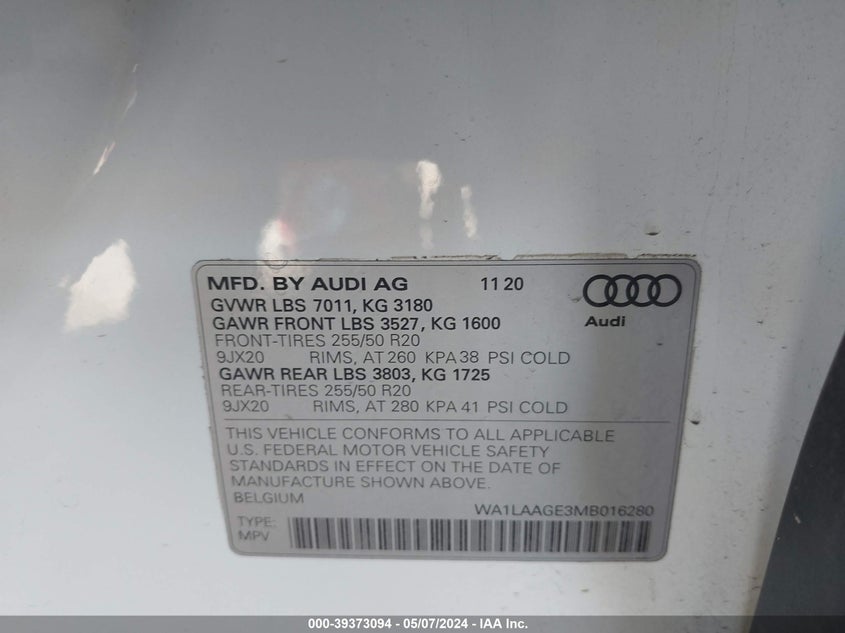 MFD. BY AUDI AG 11 20
GVWR LBS 7011, KG 3180
GAWR FRONT LBS 3527, KG 1600
Audi
FRONT-TIRES 255/50 R20
9JX20 RIMS, AT 260 KPA 38 PSI COLD
GAWR REAR LBS 3803, KG 1725
REAR-TIRES 255/50 R20
9JX20 RIMS, AT 280 KPA 41 PSI COLD
THIS VEHICLE CONFORMS TO ALL APPLICABLE
U.S. FEDERAL MOTOR VEHICLE SAFETY
STANDARDS IN EFFECT ON THE DATE OF
MANUFACTURE SHOWN ABOVE.
BELGIUM
WA1LAAGE3MB016280
TYPE:
MPV
000-39373094 - 05/07/2024 - IAA Inc.